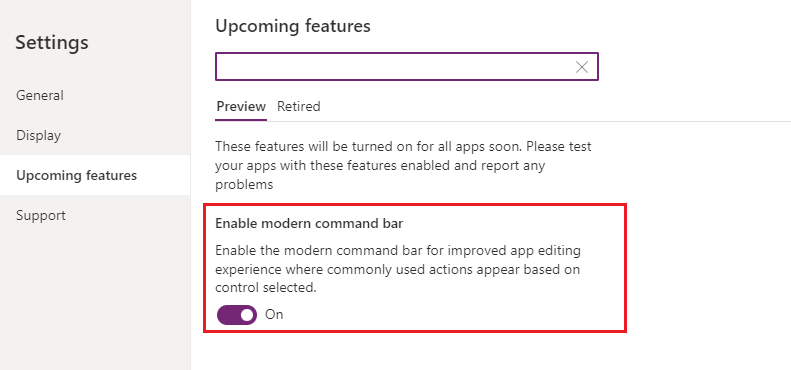 Settings
General
Display
Upcoming features
Support
Upcoming features
Preview Retired
These features will be turned on for all apps soon. Please test
your apps with these features enabled and report any
problems
Enable modern command bar
Enable the modern command bar for improved app editing
experience where commonly used actions appear based on
control selected.
On